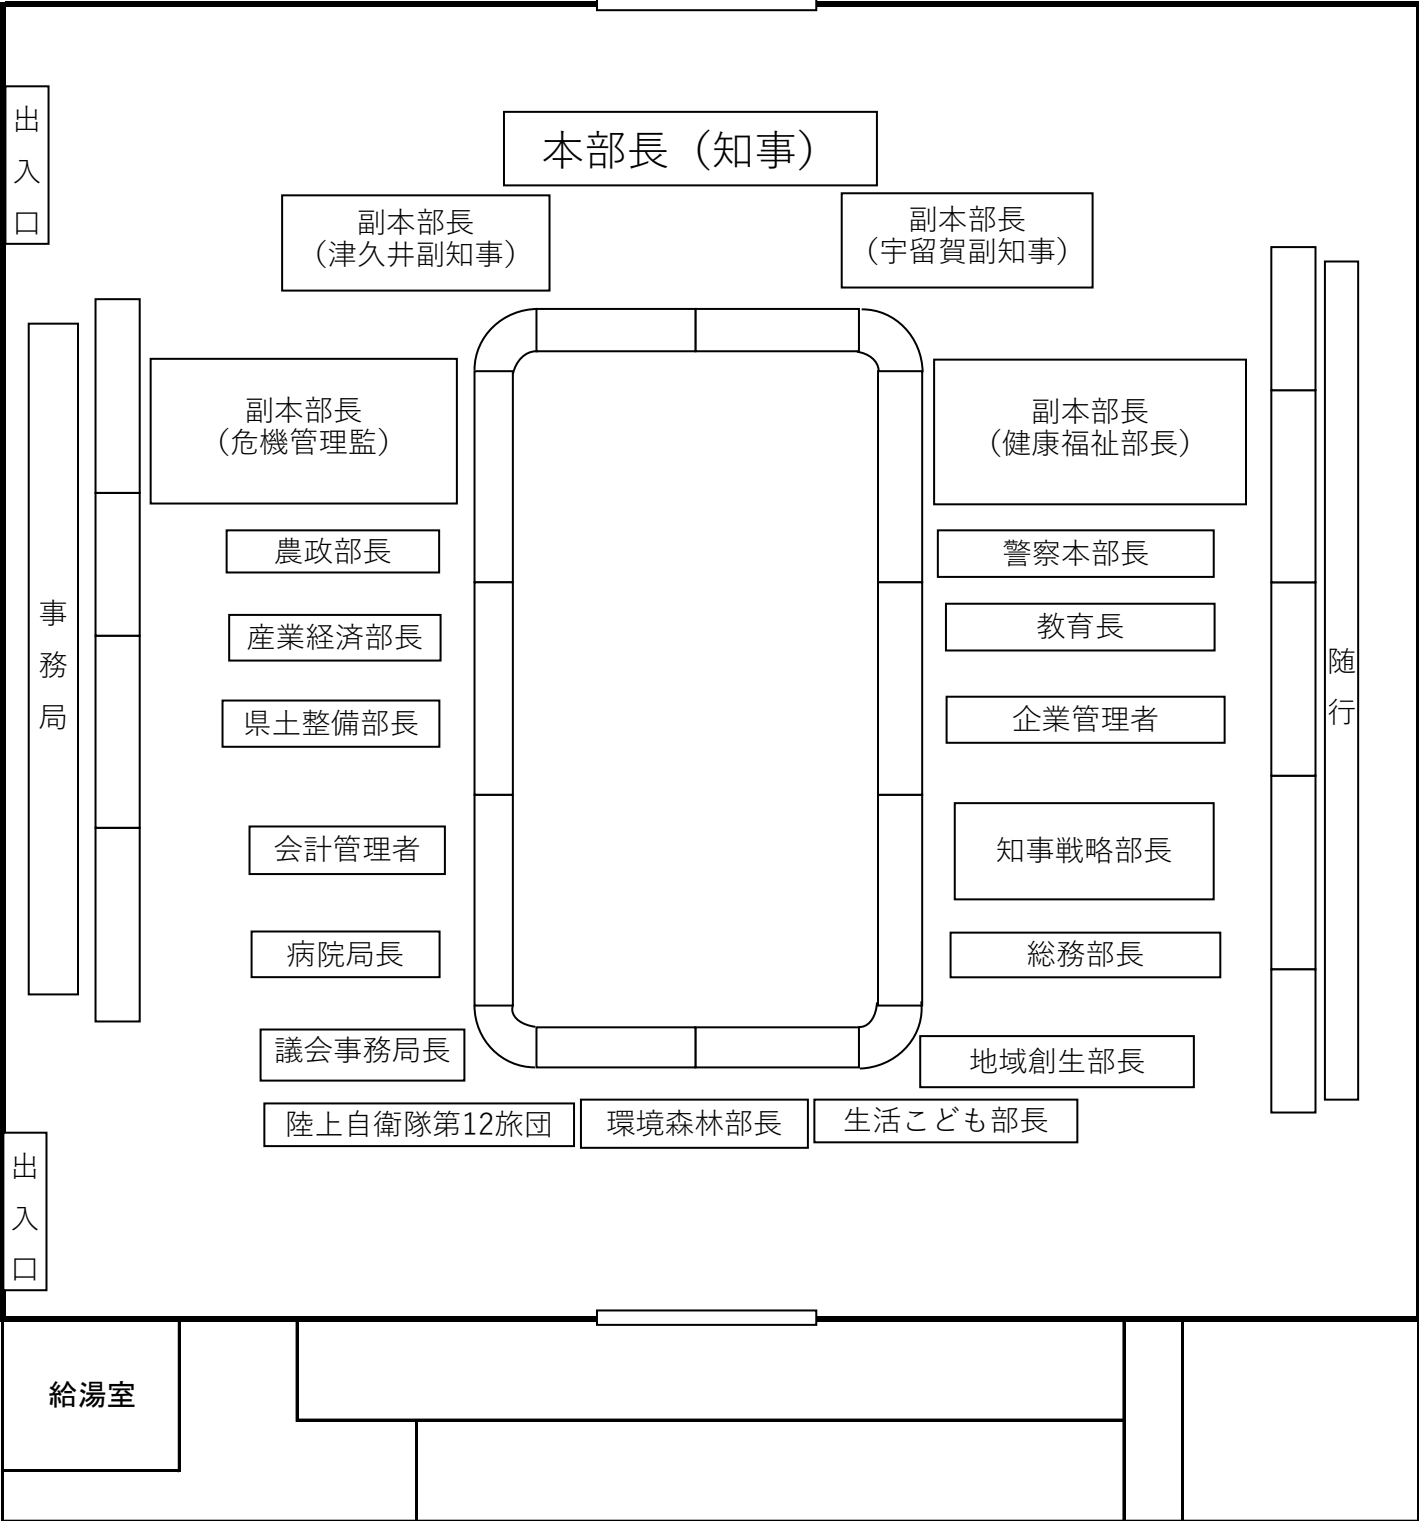 出入口
本部長（知事）
副本部長
（津久井副知事）
副本部長
（宇留賀副知事）
副本部長
（危機管理監）
副本部長
（健康福祉部長）
農政部長
警察本部長
産業経済部長
教育長
事務局
随行
県土整備部長
企業管理者
会計管理者
知事戦略部長
病院局長
総務部長
議会事務局長
地域創生部長
陸上自衛隊第12旅団
環境森林部長
生活こども部長
出入口
給湯室